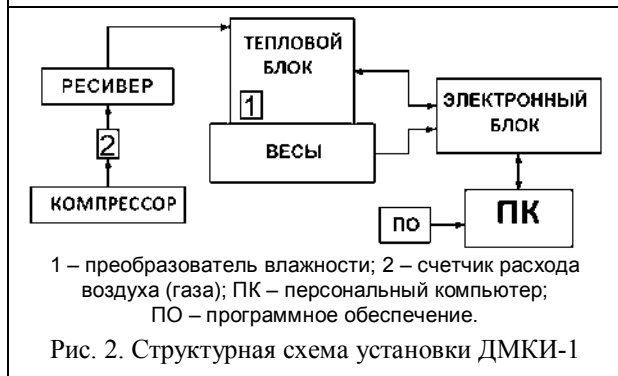 ТЕПЛОВОЙ
БЛОК
РЕСИВЕР
1
ЭЛЕКТРОННЫЙ
БЛОК
2
ВЕСЫ
КОМПРЕССОР
ПО
ПК
1 – преобразователь влажности; 2 – счетчик расхода
воздуха (газа); ПК – персональный компьютер;
ПО – программное обеспечение.
Рис. 2. Структурная схема установки ДМКИ-1